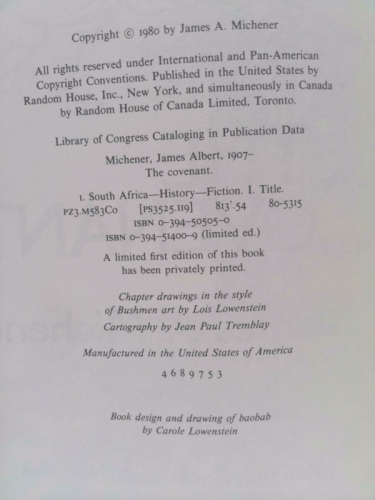 Copyright © 1980 by James A. Michener
All rights reserved under International and Pan-American
Copyright Conventions. Published in the United States by
Random House, Inc., New York, and simultaneously in Canada
by Random House of Canada Limited, Toronto.
Library of Congress Cataloging in Publication Data
Michener, James Albert, 1907–
The covenant.
1. South Africa—History—Fiction. I. Title.
PZ3.M583Co [PS3525.I19] 813'.54 80-5315
ISBN 0-394-50505-0
ISBN 0-394-51400-9 (limited ed.)
A limited first edition of this book
has been privately printed.
Chapter drawings in the style
of Bushmen art by Lois Lowenstein
Cartography by Jean Paul Tremblay
Manufactured in the United States of America
4 6 8 9 7 5 3
Book design and drawing of baobab
by Carole Lowenstein